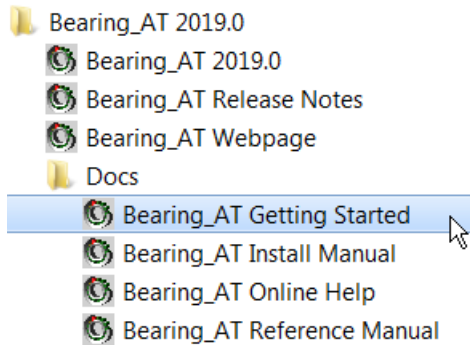 Bearing_AT 2019.0
Bearing_AT 2019.0
Bearing_AT Release Notes
Bearing_AT Webpage
Docs
Bearing_AT Getting Started
Bearing_AT Install Manual
Bearing_AT Online Help
Bearing_AT Reference Manual